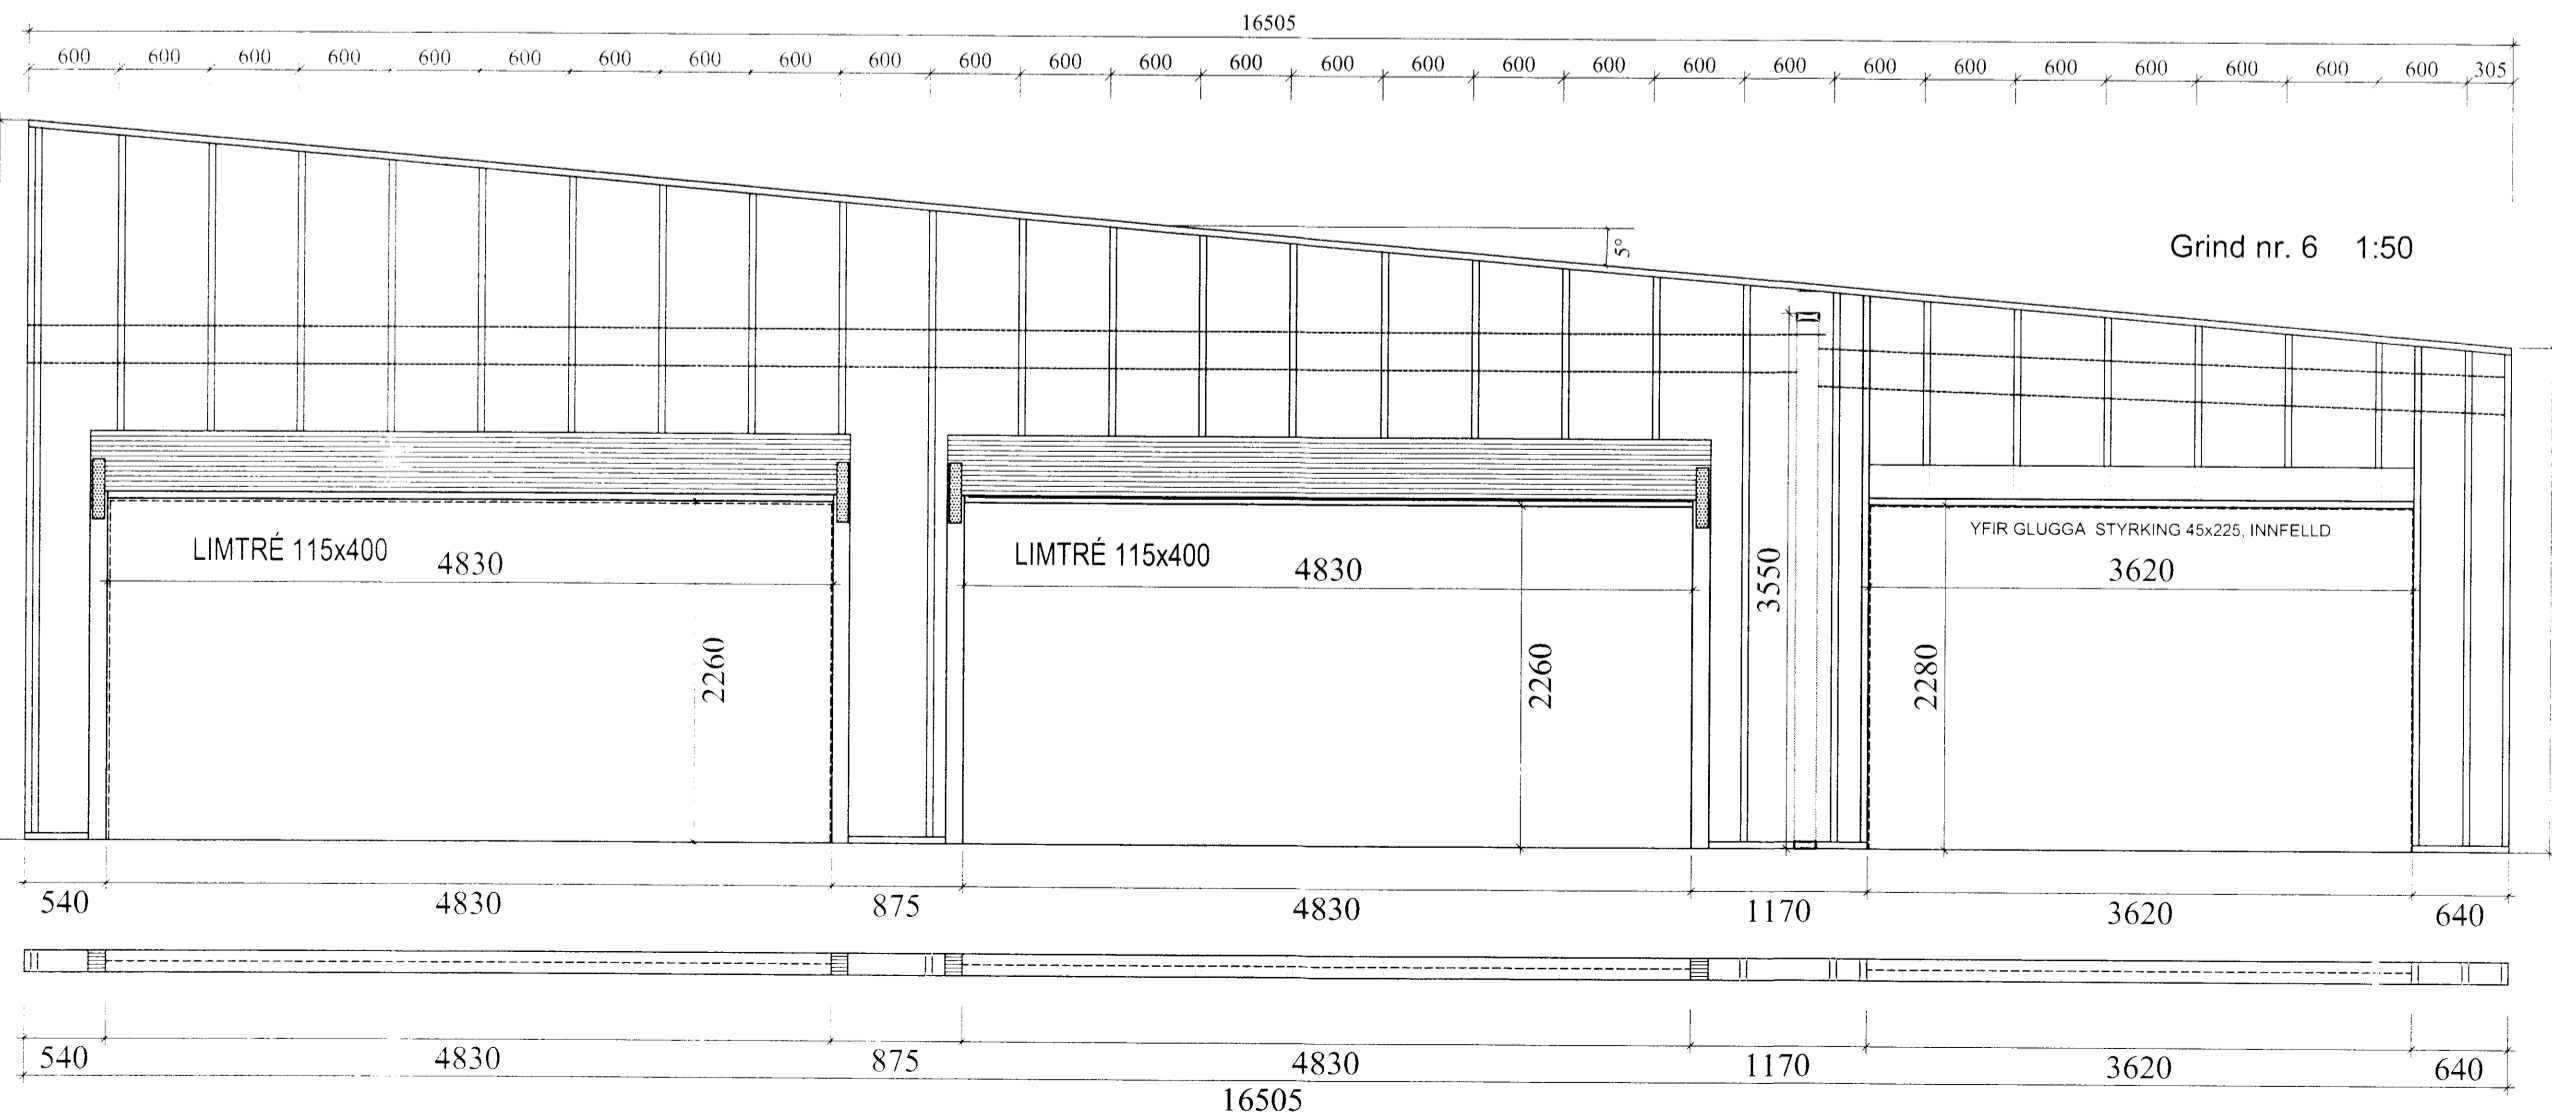 16505
600 600 600 600 600 600 600 600 600 600 600 600 600 600 600 600 600 600 600 600 600 600 600 600 600 600 600 305
5°
Grind nr. 6 1:50
LIMTRÉ 115x400
4830
2260
LIMTRÉ 115x400
4830
2260
3550
YFIR GLUGGA STYRKING 45x225, INNFELLD
3620
2280
540 4830 875 4830 1170 3620 640
540 4830 875 4830 1170 3620 640
16505